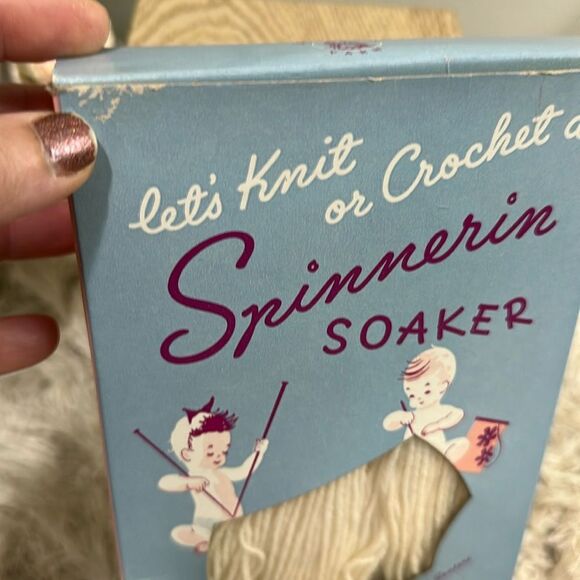 let's Knit
or Crochet a
Spinnerin
SOAKER